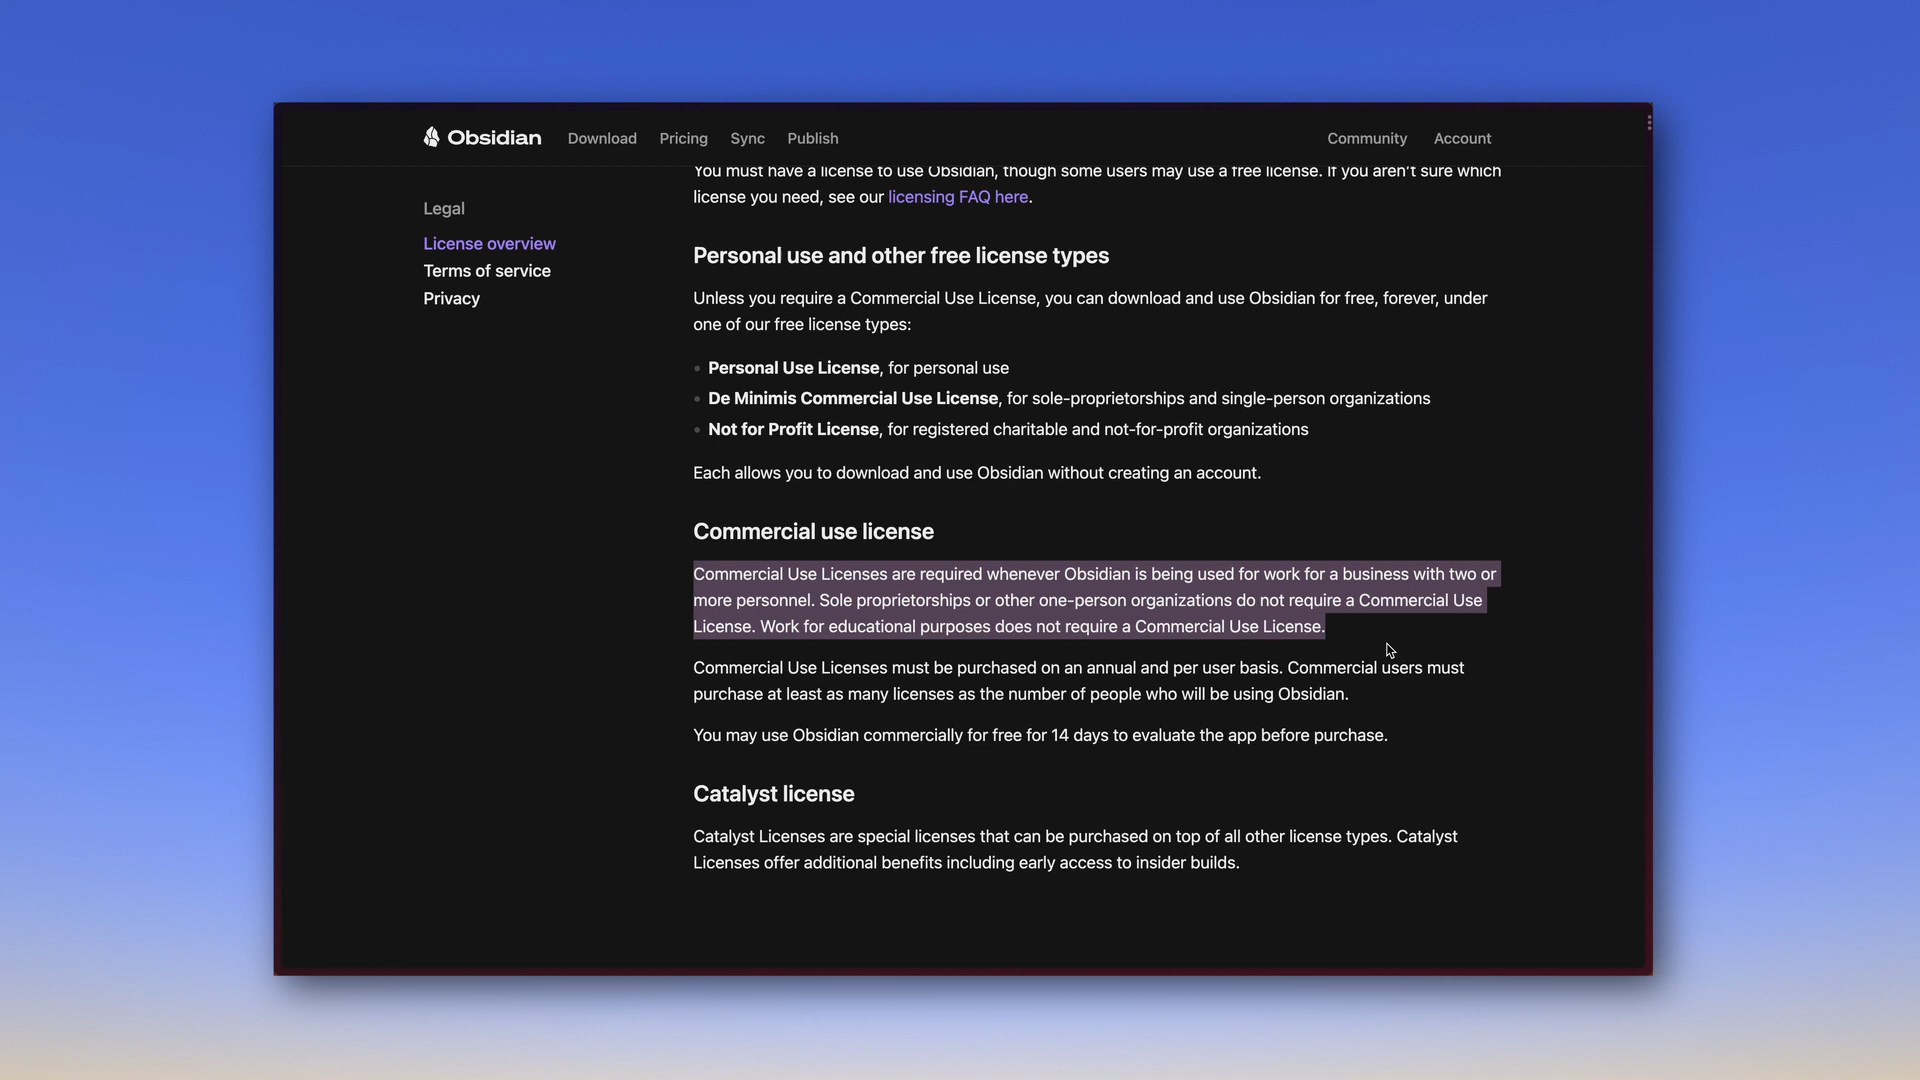 Obsidian Download Pricing Sync Publish Community Account
Legal
License overview
Terms of service
Privacy
You must have a license to use Obsidian, though some users may use a free license. If you aren't sure which
license you need, see our licensing FAQ here.
Personal use and other free license types
Unless you require a Commercial Use License, you can download and use Obsidian for free, forever, under
one of our free license types:
• Personal Use License, for personal use
• De Minimis Commercial Use License, for sole-proprietorships and single-person organizations
• Not for Profit License, for registered charitable and not-for-profit organizations
Each allows you to download and use Obsidian without creating an account.
Commercial use license
Commercial Use Licenses are required whenever Obsidian is being used for work for a business with two or
more personnel. Sole proprietorships or other one-person organizations do not require a Commercial Use
License. Work for educational purposes does not require a Commercial Use License.
Commercial Use Licenses must be purchased on an annual and per user basis. Commercial users must
purchase at least as many licenses as the number of people who will be using Obsidian.
You may use Obsidian commercially for free for 14 days to evaluate the app before purchase.
Catalyst license
Catalyst Licenses are special licenses that can be purchased on top of all other license types. Catalyst
Licenses offer additional benefits including early access to insider builds.